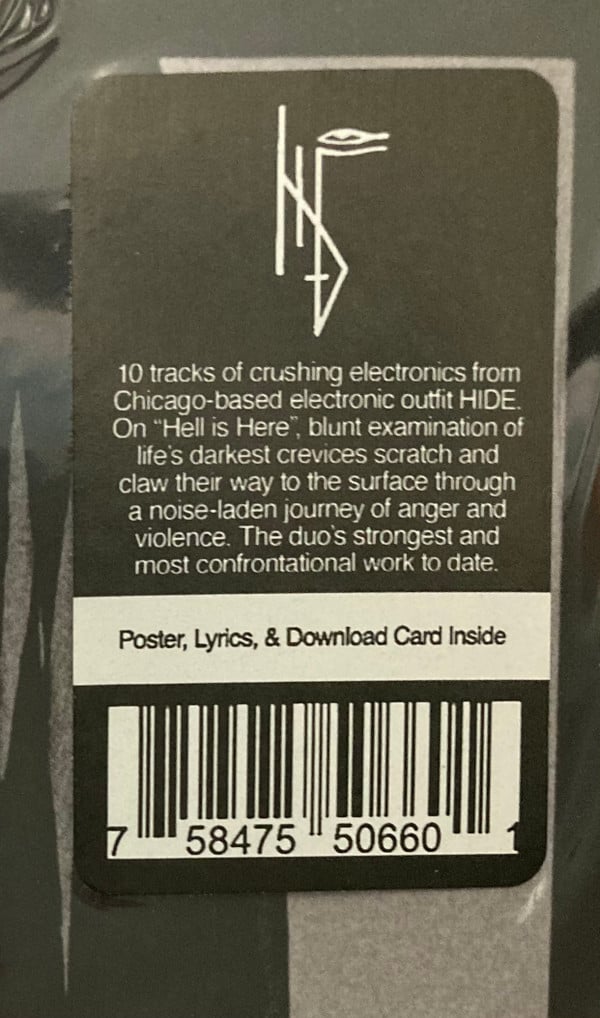 10 tracks of crushing electronics from
Chicago-based electronic outfit HIDE.
On “Hell is Here”, blunt examination of
life's darkest crevices scratch and
claw their way to the surface through
a noise-laden journey of anger and
violence. The duo's strongest and
most confrontational work to date.
Poster, Lyrics, & Download Card Inside
7 58475 50660 1